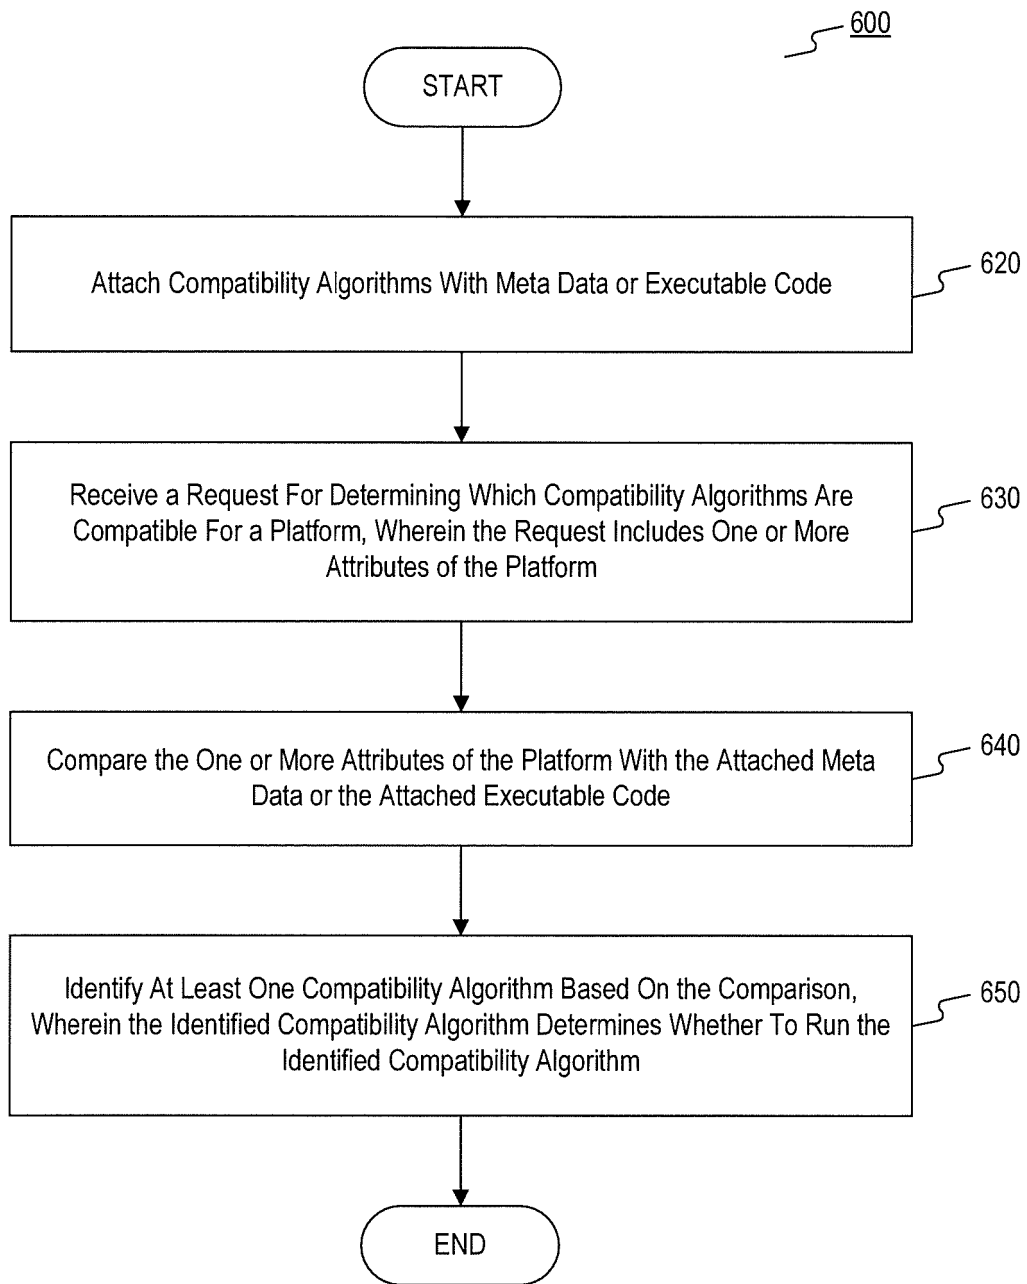 600
START
Attach Compatibility Algorithms With Meta Data or Executable Code
620
Receive a Request For Determining Which Compatibility Algorithms Are
Compatible For a Platform, Wherein the Request Includes One or More
Attributes of the Platform
630
Compare the One or More Attributes of the Platform With the Attached Meta
Data or the Attached Executable Code
640
Identify At Least One Compatibility Algorithm Based On the Comparison,
Wherein the Identified Compatibility Algorithm Determines Whether To Run the
Identified Compatibility Algorithm
650
END